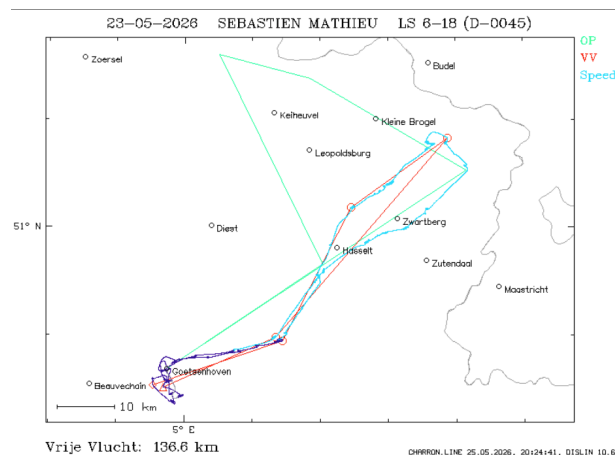 23-05-2026 SEBASTIEN MATHIEU LS 6-18 (D-0045)
OP
VV
Speed
Zoersel
Budel
Keiheuvel
Kleine Brogel
Leopoldsburg
51° N
Diest
Zwartberg
Hasselt
Zutendaal
Maastricht
Goetsenhoven
Beauvechain
10 km
5° E
Vrije Vlucht: 136.6 km
CHARRON.LINE 25.05.2026, 20:24:41, DISLIN 10.6